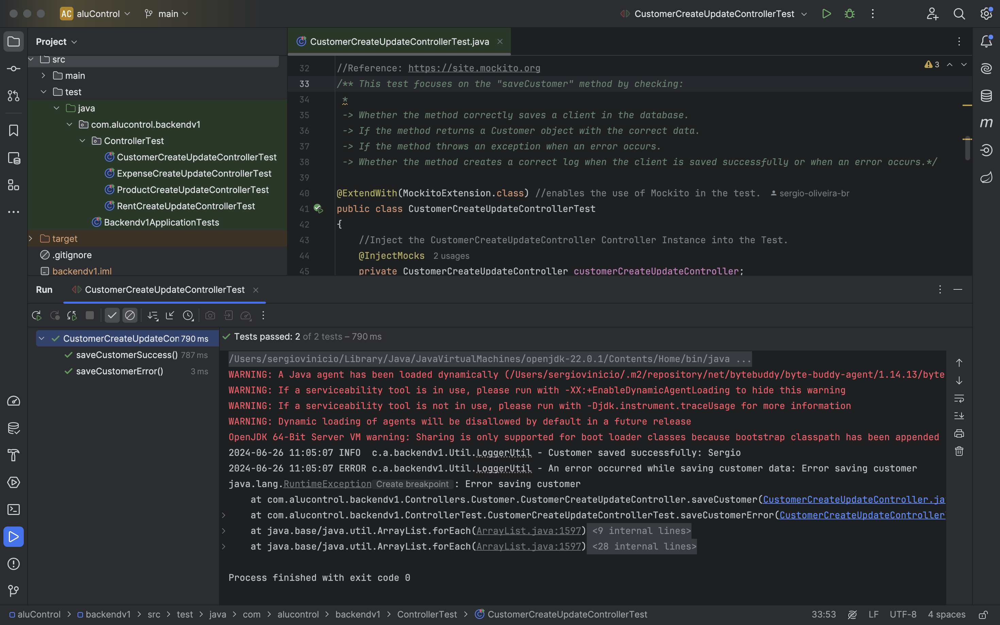 AC aluControl main CustomerCreateUpdateControllerTest
Project
src
main
test
java
com.alucontrol.backendv1
ControllerTest
CustomerCreateUpdateControllerTest
ExpenseCreateUpdateControllerTest
ProductCreateUpdateControllerTest
RentCreateUpdateControllerTest
Backendv1ApplicationTests
target
.gitignore
backendv1.iml
CustomerCreateUpdateControllerTest.java
3
32 //Reference: https://site.mockito.org
33 /** This test focuses on the "saveCustomer" method by checking:
34 *
35 -> Whether the method correctly saves a client in the database.
36 -> If the method returns a Customer object with the correct data.
37 -> If the method throws an exception when an error occurs.
38 -> Whether the method creates a correct log when the client is saved successfully or when an error occurs.*/
39
40 @ExtendWith(MockitoExtension.class) //enables the use of Mockito in the test. sergio-oliveira-br
41 public class CustomerCreateUpdateControllerTest
42 {
43 //Inject the CustomerCreateUpdateController Controller Instance into the Test.
44 @InjectMocks 2 usages
45 private CustomerCreateUpdateController customerCreateUpdateController;
m
Run CustomerCreateUpdateControllerTest
CustomerCreateUpdateCon 790 ms
saveCustomerSuccess() 787 ms
saveCustomerError() 3 ms
Tests passed: 2 of 2 tests – 790 ms
/Users/sergiovinicio/Library/Java/JavaVirtualMachines/openjdk-22.0.1/Contents/Home/bin/java ...
WARNING: A Java agent has been loaded dynamically (/Users/sergiovinicio/.m2/repository/net/bytebuddy/byte-buddy-agent/1.14.13/byte
WARNING: If a serviceability tool is in use, please run with -XX:+EnableDynamicAgentLoading to hide this warning
WARNING: If a serviceability tool is not in use, please run with -Djdk.instrument.traceUsage for more information
WARNING: Dynamic loading of agents will be disallowed by default in a future release
OpenJDK 64-Bit Server VM warning: Sharing is only supported for boot loader classes because bootstrap classpath has been appended
2024-06-26 11:05:07 INFO  c.a.backendv1.Util.LoggerUtil - Customer saved successfully: Sergio
2024-06-26 11:05:07 ERROR c.a.backendv1.Util.LoggerUtil - An error occurred while saving customer data: Error saving customer
java.lang.RuntimeException Create breakpoint : Error saving customer
at com.alucontrol.backendv1.Controllers.Customer.CustomerCreateUpdateController.saveCustomer(CustomerCreateUpdateController.ja
at com.alucontrol.backendv1.ControllerTest.CustomerCreateUpdateControllerTest.saveCustomerError(CustomerCreateUpdateController
at java.base/java.util.ArrayList.forEach(ArrayList.java:1597) <9 internal lines>
at java.base/java.util.ArrayList.forEach(ArrayList.java:1597) <28 internal lines>
Process finished with exit code 0
aluControl > backendv1 > src > test > java > com > alucontrol > backendv1 > ControllerTest > CustomerCreateUpdateControllerTest 33:53 LF UTF-8 4 spaces